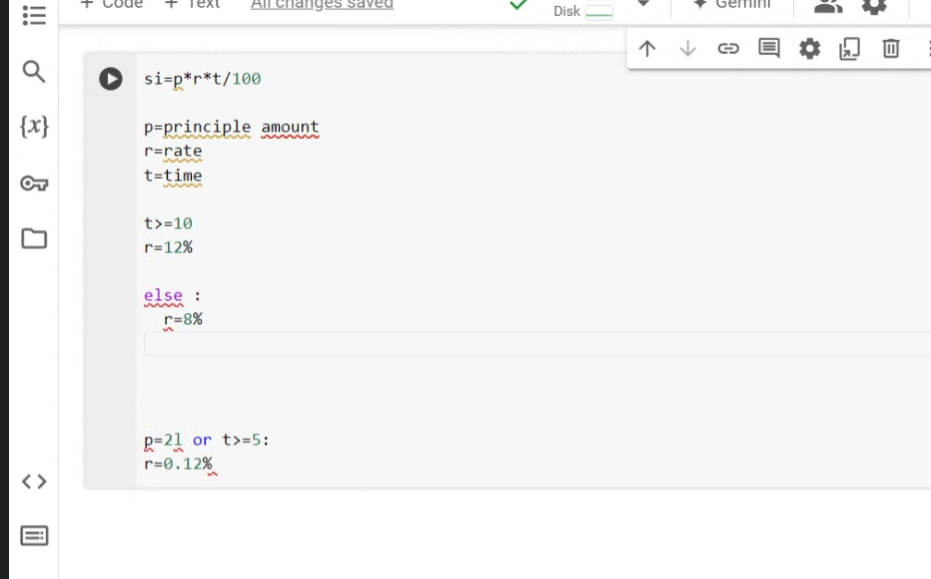 + Code + Text All changes saved
Disk
Gemini
{x}
si=p*r*t/100
p=principle amount
r=rate
t=time
t>=10
r=12%
else :
r=8%
p=2l or t>=5:
r=0.12%